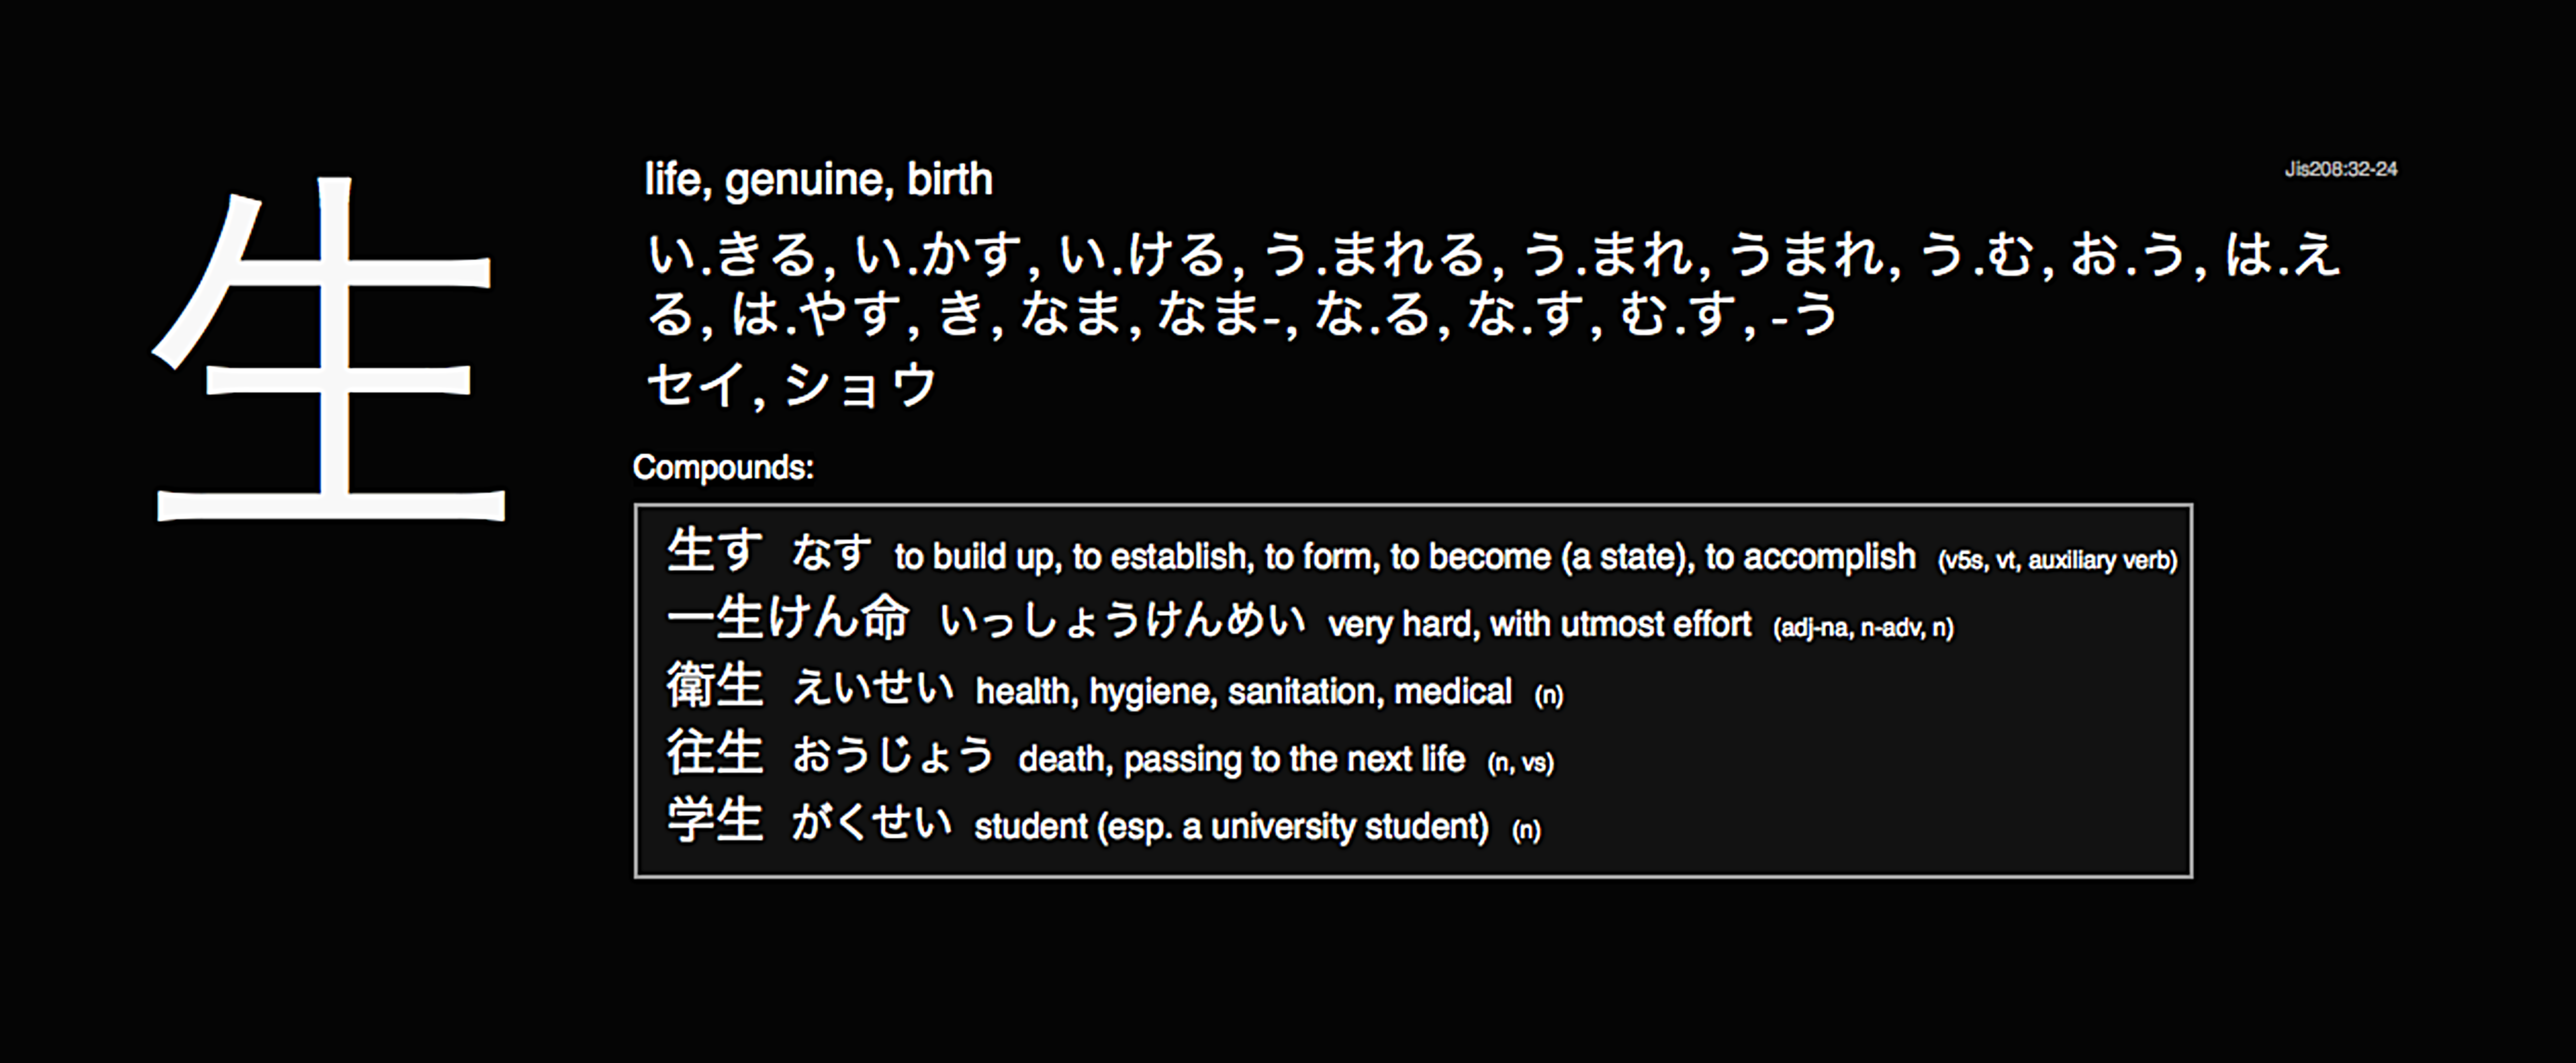 生
life, genuine, birth
Jis208:32-24
い.きる, い.かす, い.ける, う.まれる, う.まれ, うまれ, う.む, お.う, は.え
る, は.やす, き, なま, なま-, な.る, な.す, む.す, -う
セイ, ショウ
Compounds:
生す なす to build up, to establish, to form, to become (a state), to accomplish (v5s, vt, auxiliary verb)
一生けん命 いっしょうけんめい very hard, with utmost effort (adj-na, n-adv, n)
衛生 えいせい health, hygiene, sanitation, medical (n)
往生 おうじょう death, passing to the next life (n, vs)
学生 がくせい student (esp. a university student) (n)